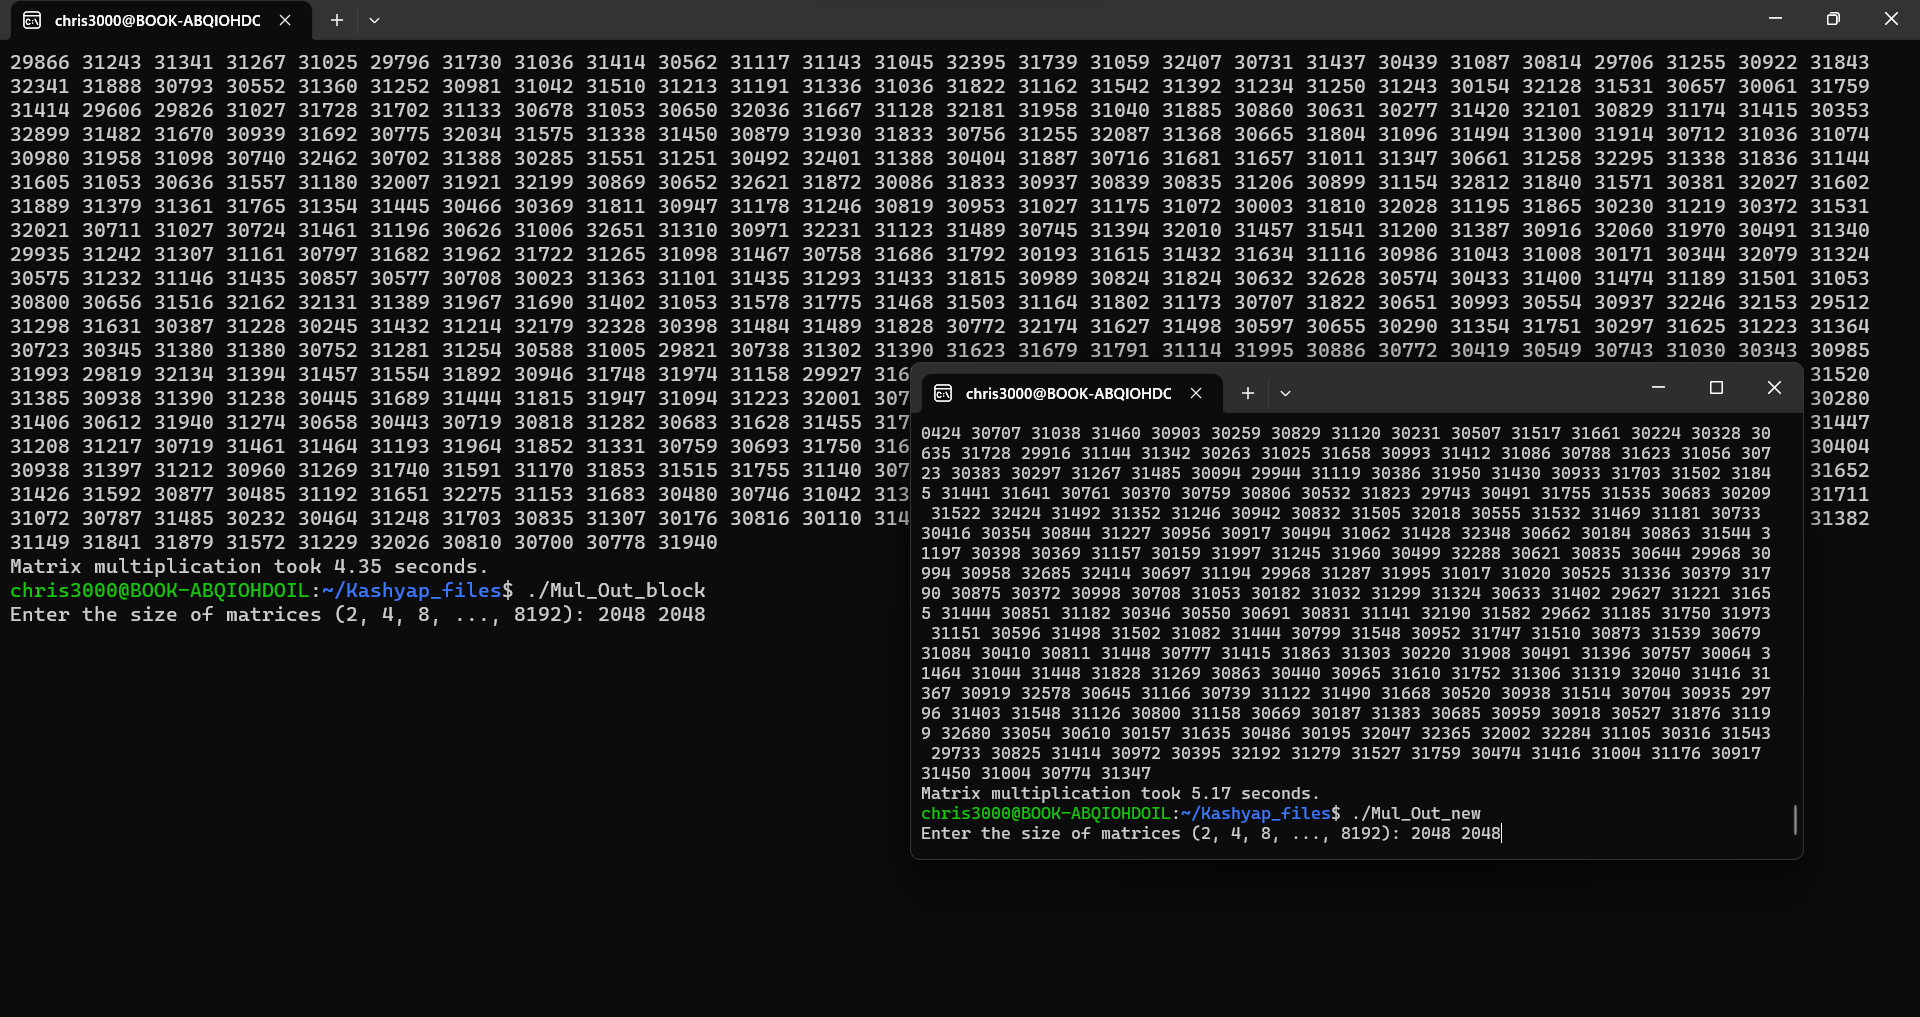 chris3000@BOOK-ABQIOHDC
29866 31243 31341 31267 31025 29796 31730 31036 31414 30562 31117 31143 31045 32395 31739 31059 32407 30731 31437 30439 31087 30814 29706 31255 30922 31843
32341 31888 30793 30552 31360 31252 30981 31042 31510 31213 31191 31336 31036 31822 31162 31542 31392 31234 31250 31243 30154 32128 31531 30657 30061 31759
31414 29606 29826 31027 31728 31702 31133 30678 31053 30650 32036 31667 31128 32181 31958 31040 31885 30860 30631 30277 31420 32101 30829 31174 31415 30353
32899 31482 31670 30939 31692 30775 32034 31575 31338 31450 30879 31930 31833 30756 31255 32087 31368 30665 31804 31096 31494 31300 31914 30712 31036 31074
30980 31958 31098 30740 32462 30702 31388 30285 31551 31251 30492 32401 31388 30404 31887 30716 31681 31657 31011 31347 30661 31258 32295 31338 31836 31144
31605 31053 30636 31557 31180 32007 31921 32199 30869 30652 32621 31872 30086 31833 30937 30839 30835 31206 30899 31154 32812 31840 31571 30381 32027 31602
31889 31379 31361 31765 31354 31445 30466 30369 31811 30947 31178 31246 30819 30953 31027 31175 31072 30003 31810 32028 31195 31865 30230 31219 30372 31531
32021 30711 31027 30724 31461 31196 30626 31006 32651 31310 30971 32231 31123 31489 30745 31394 32010 31457 31541 31200 31387 30916 32060 31970 30491 31340
29935 31242 31307 31161 30797 31682 31962 31722 31265 31098 31467 30758 31686 31792 30193 31615 31432 31634 31116 30986 31043 31008 30171 30344 32079 31324
30575 31232 31146 31435 30857 30577 30708 30023 31363 31101 31435 31293 31433 31815 30989 30824 31824 30632 32628 30574 30433 31400 31474 31189 31501 31053
30800 30656 31516 32162 32131 31389 31967 31690 31402 31053 31578 31775 31468 31503 31164 31802 31173 30707 31822 30651 30993 30554 30937 32246 32153 29512
31298 31631 30387 31228 30245 31432 31214 32179 32328 30398 31484 31489 31828 30772 32174 31627 31498 30597 30655 30290 31354 31751 30297 31625 31223 31364
30723 30345 31380 31380 30752 31281 31254 30588 31005 29821 30738 31302 31390 31623 31679 31791 31114 31995 30886 30772 30419 30549 30743 31030 30343 30985
31993 29819 32134 31394 31457 31554 31892 30946 31748 31974 31158 29927 316 31520
31385 30938 31390 31238 30445 31689 31444 31815 31947 31094 31223 32001 307 30280
31406 30612 31940 31274 30658 30443 30719 30818 31282 30683 31628 31455 317 31447
31208 31217 30719 31461 31464 31193 31964 31852 31331 30759 30693 31750 316 30404
30938 31397 31212 30960 31269 31740 31591 31170 31853 31515 31755 31140 307 31652
31426 31592 30877 30485 31192 31651 32275 31153 31683 30480 30746 31042 313 31711
31072 30787 31485 30232 30464 31248 31703 30835 31307 30176 30816 30110 314 31382
31149 31841 31879 31572 31229 32026 30810 30700 30778 31940
Matrix multiplication took 4.35 seconds.
chris3000@BOOK-ABQIOHDOIL:~/Kashyap_files$ ./Mul_Out_block
Enter the size of matrices (2, 4, 8, ..., 8192): 2048 2048
chris3000@BOOK-ABQIOHDC
0424 30707 31038 31460 30903 30259 30829 31120 30231 30507 31517 31661 30224 30328 30
635 31728 29916 31144 31342 30263 31025 31658 30993 31412 31086 30788 31623 31056 307
23 30383 30297 31267 31485 30094 29944 31119 30386 31950 31430 30933 31703 31502 3184
5 31441 31641 30761 30370 30759 30806 30532 31823 29743 30491 31755 31535 30683 30209
31522 32424 31492 31352 31246 30942 30832 31505 32018 30555 31532 31469 31181 30733
30416 30354 30844 31227 30956 30917 30494 31062 31428 32348 30662 30184 30863 31544 3
1197 30398 30369 31157 30159 31997 31245 31960 30499 32288 30621 30835 30644 29968 30
994 30958 32685 32414 30697 31194 29968 31287 31995 31017 31020 30525 31336 30379 317
90 30875 30372 30998 30708 31053 30182 31032 31299 31324 30633 31402 29627 31221 3165
5 31444 30851 31182 30346 30550 30691 30831 31141 32190 31582 29662 31185 31750 31973
31151 30596 31498 31502 31082 31444 30799 31548 30952 31747 31510 30873 31539 30679
31084 30410 30811 31448 30777 31415 31863 31303 30220 31908 30491 31396 30757 30064 3
1464 31044 31448 31828 31269 30863 30440 30965 31610 31752 31306 31319 32040 31416 31
367 30919 32578 30645 31166 30739 31122 31490 31668 30520 30938 31514 30704 30935 297
96 31403 31548 31126 30800 31158 30669 30187 31383 30685 30959 30918 30527 31876 3119
9 32680 33054 30610 30157 31635 30486 30195 32047 32365 32002 32284 31105 30316 31543
29733 30825 31414 30972 30395 32192 31279 31527 31759 30474 31416 31004 31176 30917
31450 31004 30774 31347
Matrix multiplication took 5.17 seconds.
chris3000@BOOK-ABQIOHDOIL:~/Kashyap_files$ ./Mul_Out_new
Enter the size of matrices (2, 4, 8, ..., 8192): 2048 2048